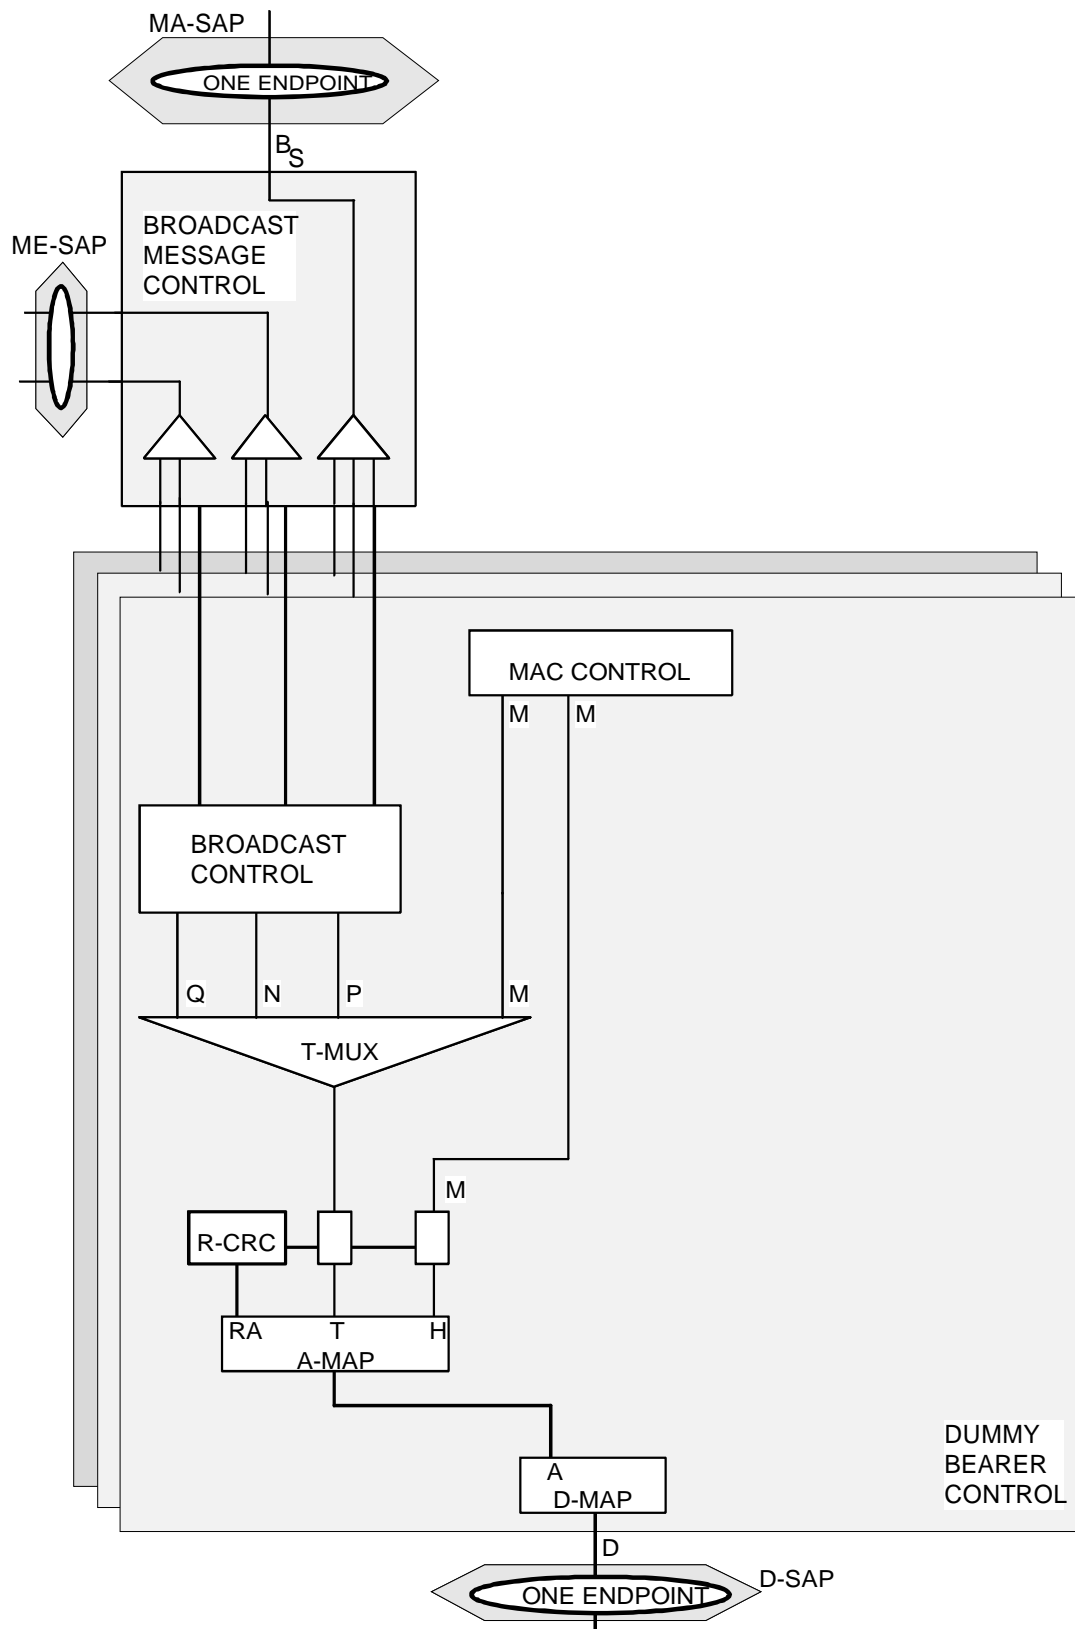 MA-SAP
ONE ENDPOINT
BS
BROADCAST
MESSAGE
CONTROL
ME-SAP
MAC CONTROL
M M
BROADCAST
CONTROL
Q N P M
T-MUX
M
R-CRC
RA T H
A-MAP
DUMMY
BEARER
CONTROL
A
D-MAP
D
ONE ENDPOINT
D-SAP